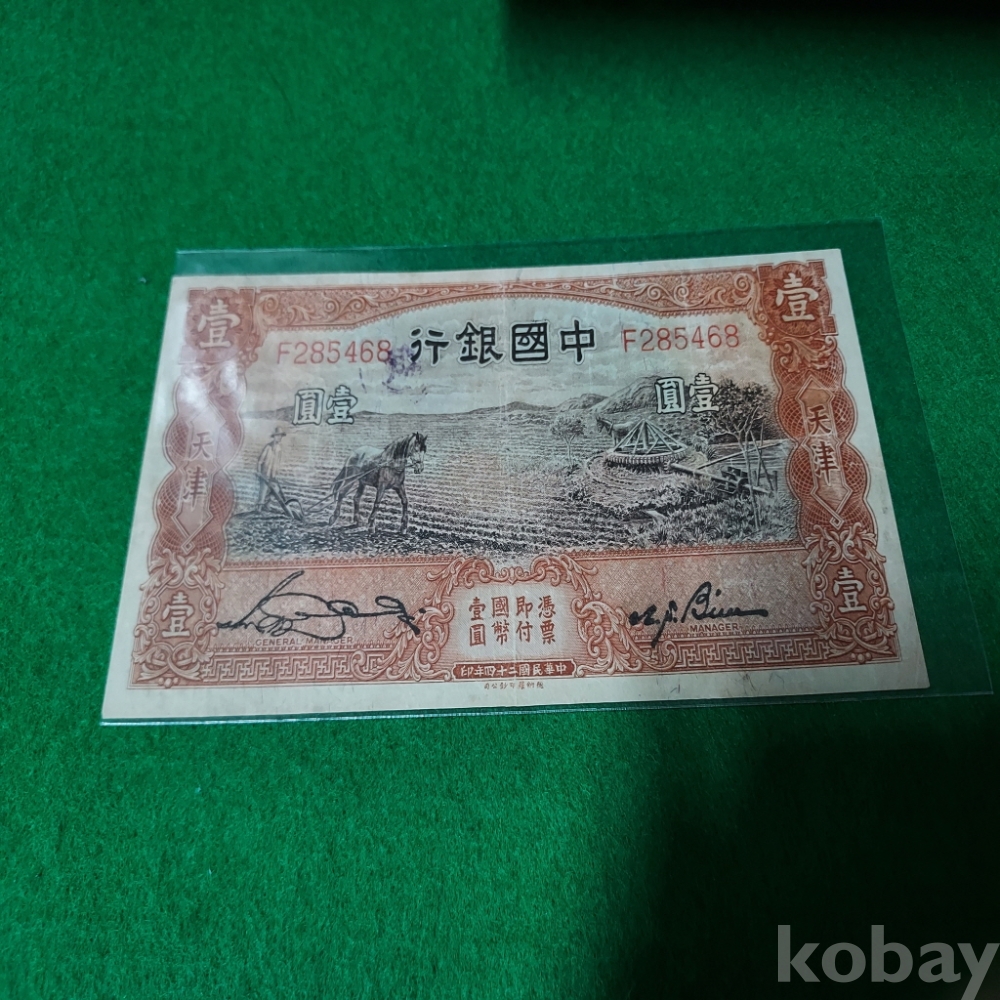 壹 壹
F285468 行銀國中 F285468
圓壹 圓壹
天津 天津
憑票
即付
國幣
壹圓
壹 壹
GENERAL MANAGER MANAGER
印年四十二國民華中
kobay